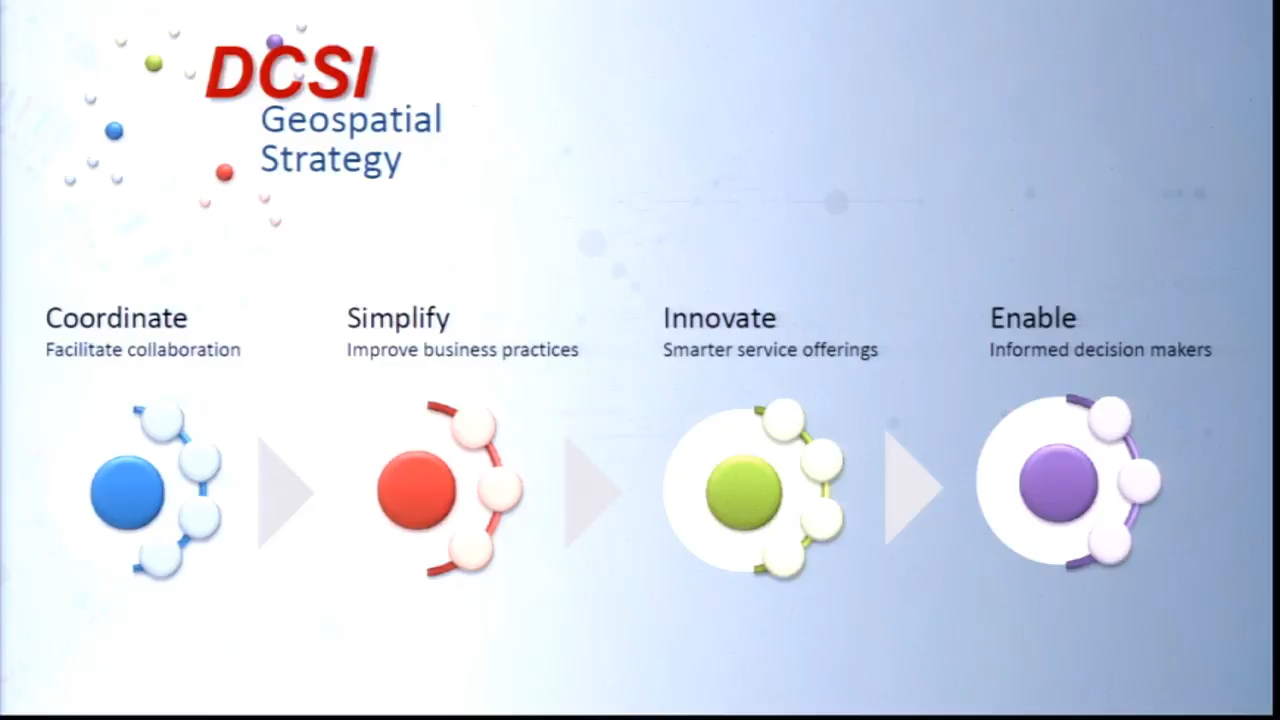 DCSI
Geospatial
Strategy
Coordinate
Facilitate collaboration
Simplify
Improve business practices
Innovate
Smarter service offerings
Enable
Informed decision makers